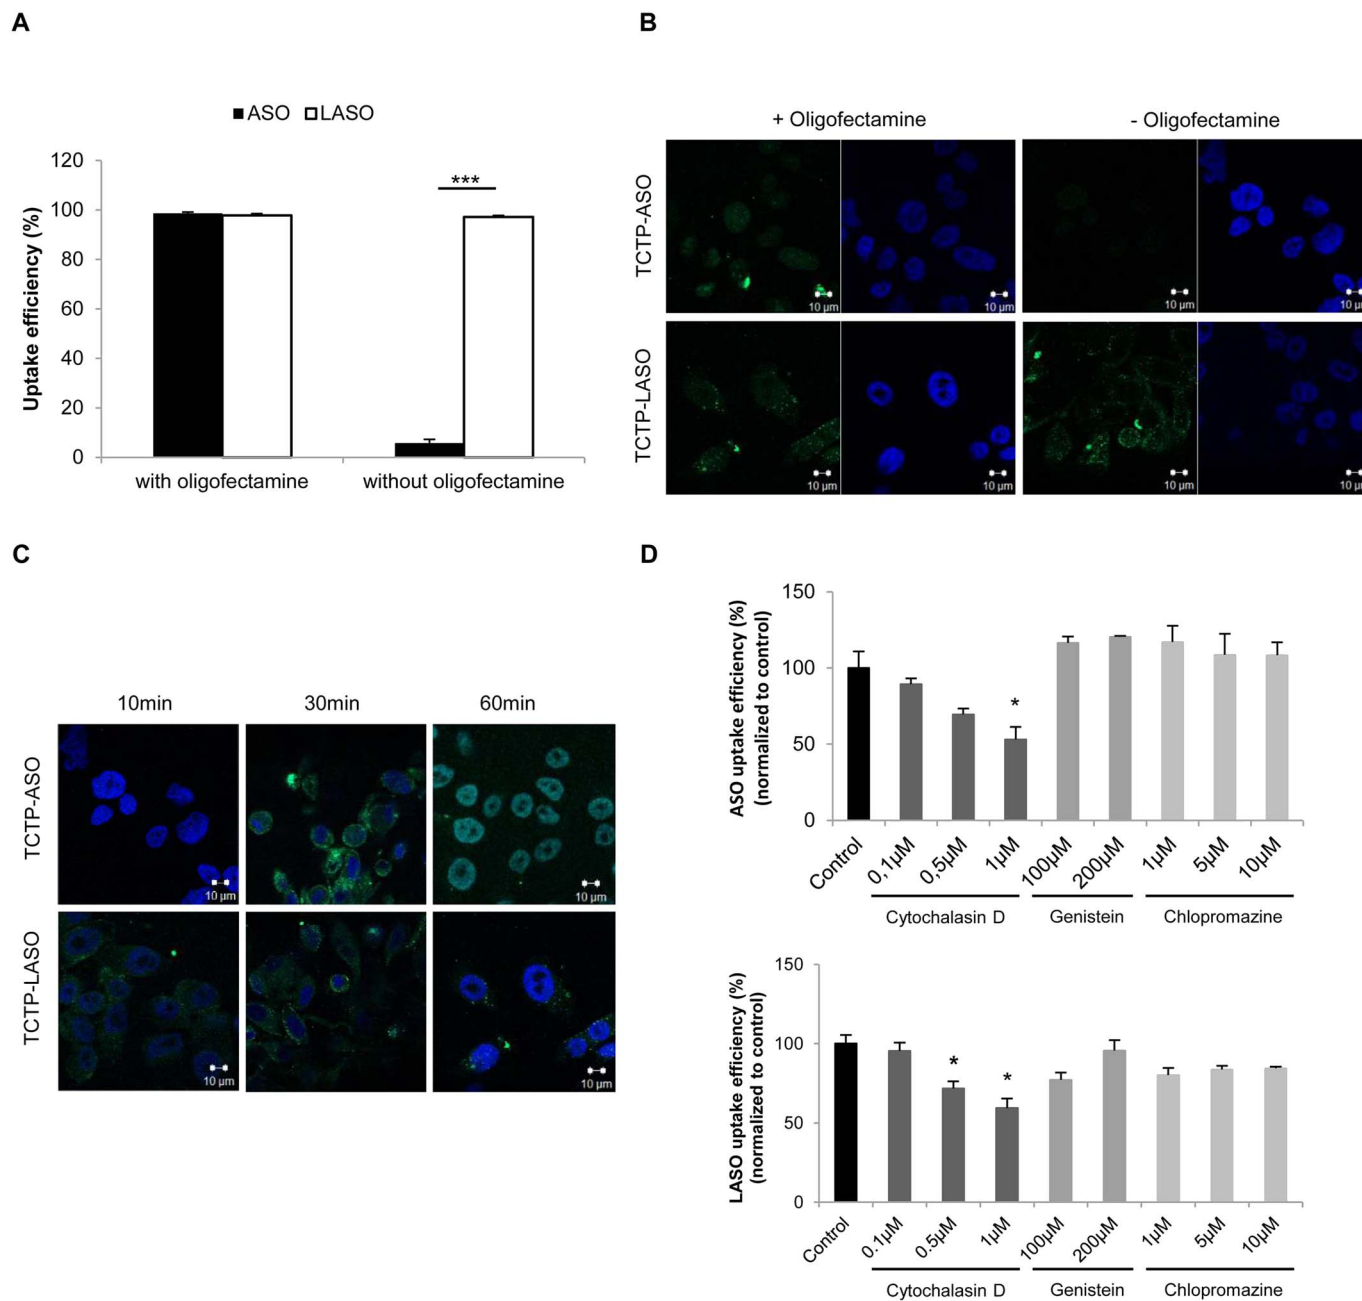 A
■ASO □LASO
Uptake efficiency (%)
120
100
80
60
40
20
0
***
with oligofectamine
without oligofectamine
B
+ Oligofectamine
- Oligofectamine
TCTP-ASO
TCTP-LASO
10 µm
10 µm
10 µm
10 µm
10 µm
10 µm
10 µm
10 µm
C
10min
30min
60min
TCTP-ASO
TCTP-LASO
10 µm
10 µm
10 µm
10 µm
10 µm
10 µm
D
ASO uptake efficiency (%)
(normalized to control)
150
100
50
0
*
Control
0,1µM
0,5µM
1µM
100µM
200µM
1µM
5µM
10µM
Cytochalasin D
Genistein
Chlopromazine
LASO uptake efficiency (%)
(normalized to control)
150
100
50
0
*
*
Control
0.1µM
0.5µM
1µM
100µM
200µM
1µM
5µM
10µM
Cytochalasin D
Genistein
Chlopromazine